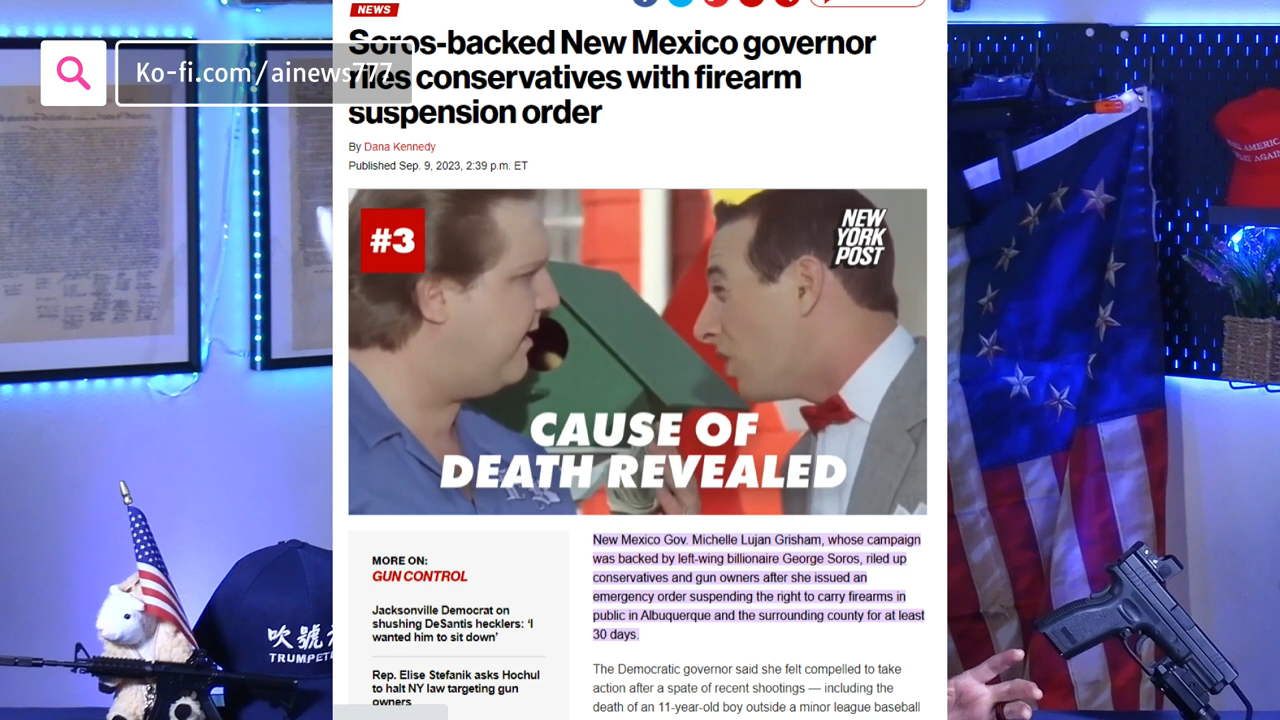 NEWS
Soros-backed New Mexico governor
riles conservatives with firearm
suspension order
Ko-fi.com/ainews777
By Dana Kennedy
Published Sep. 9, 2023, 2:39 p.m. ET
#3
NEW
YORK
POST
CAUSE OF
DEATH REVEALED
MORE ON:
GUN CONTROL
Jacksonville Democrat on
shushing DeSantis hecklers: ‘I
wanted him to sit down’
Rep. Elise Stefanik asks Hochul
to halt NY law targeting gun
owners
New Mexico Gov. Michelle Lujan Grisham, whose campaign
was backed by left-wing billionaire George Soros, riled up
conservatives and gun owners after she issued an
emergency order suspending the right to carry firearms in
public in Albuquerque and the surrounding county for at least
30 days.
The Democratic governor said she felt compelled to take
action after a spate of recent shootings — including the
death of an 11-year-old boy outside a minor league baseball
吹號
TRUMPET